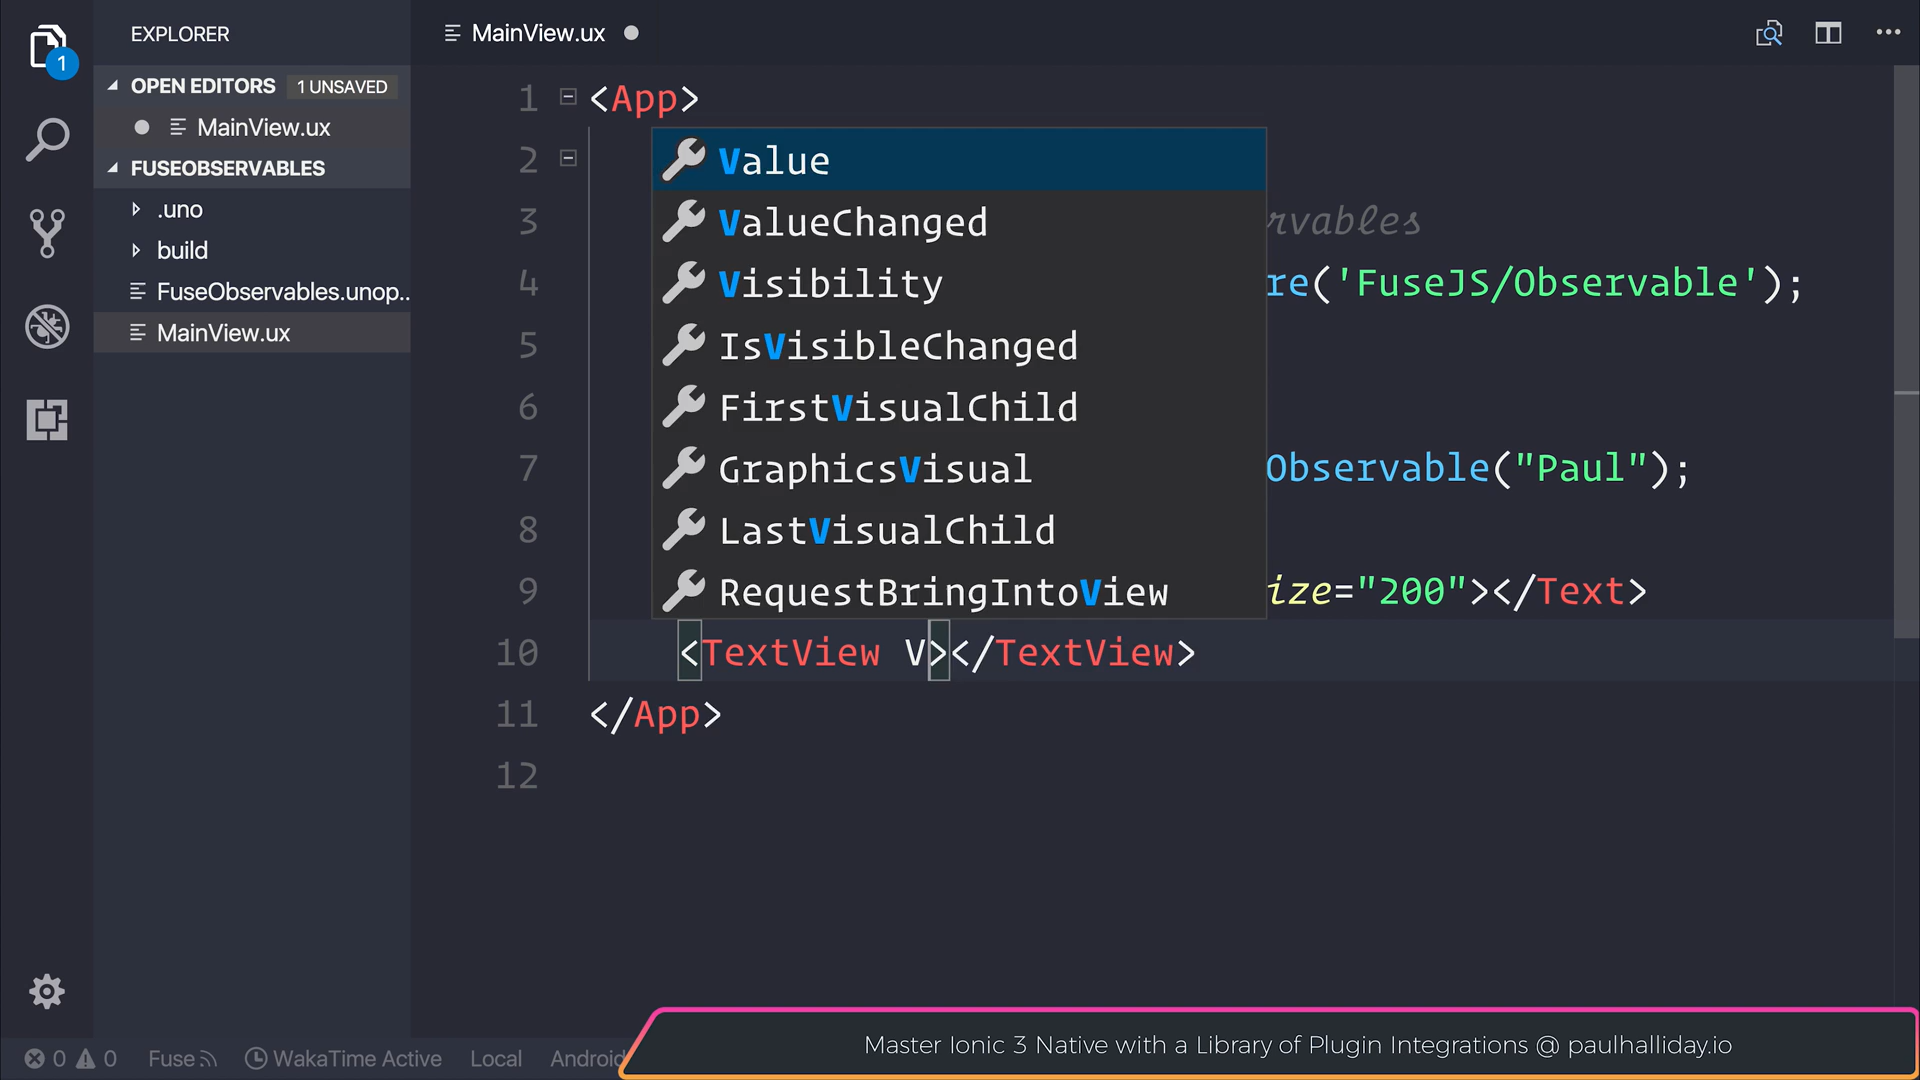 EXPLORER
MainView.ux
OPEN EDITORS 1 UNSAVED
MainView.ux
FUSEOBSERVABLES
.uno
build
FuseObservables.unop..
MainView.ux
1
1 <App>
2
3 rvables
4 re('FuseJS/Observable');
5
6
7 Observable("Paul");
8
9 ize="200"></Text>
10 <TextView V></TextView>
11 </App>
12
Value
ValueChanged
Visibility
IsVisibleChanged
FirstVisualChild
GraphicsVisual
LastVisualChild
RequestBringIntoView
0 0 Fuse WakaTime Active Local Android
Master Ionic 3 Native with a Library of Plugin Integrations @ paulhalliday.io